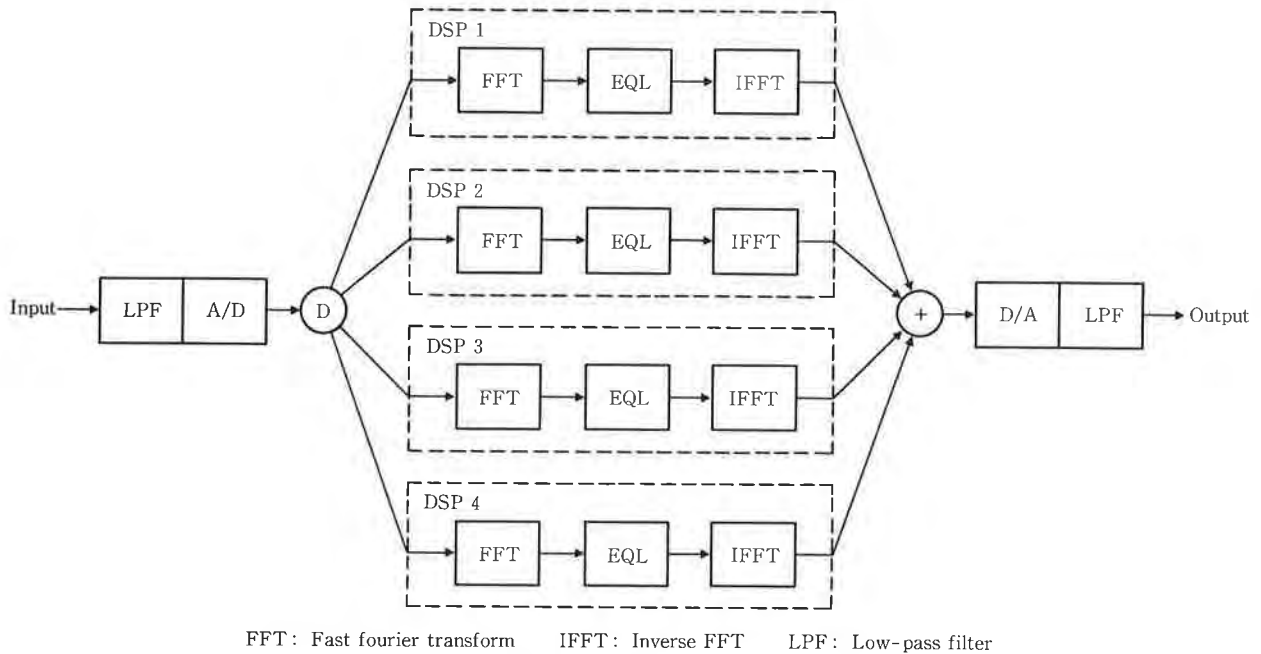 DSP 1
FFT
EQL
IFFT
DSP 2
FFT
EQL
IFFT
Input
LPF
A/D
D
+
D/A
LPF
Output
DSP 3
FFT
EQL
IFFT
DSP 4
FFT
EQL
IFFT
FFT: Fast fourier transform IFFT: Inverse FFT LPF: Low-pass filter